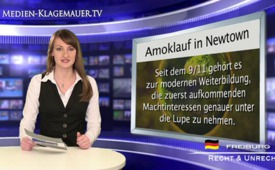 MEDIEN-KLAGEMAUER.TV
Amoklauf in Newtown
Seit dem 9/11 gehört es
zur modernen Weiterbildung,
die zuerst aufkommenden
Machtinteressen genauer unter
die Lupe zu nehmen.
FREIBURG
RECHT & UNRECH